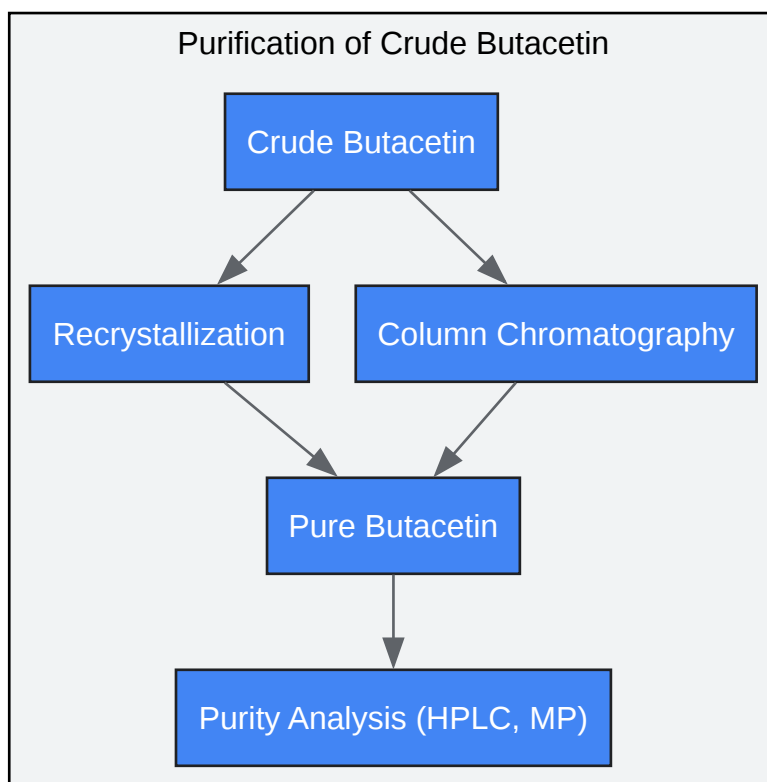 Purification of Crude Butacetin
Crude Butacetin
Recrystallization
Column Chromatography
Pure Butacetin
Purity Analysis (HPLC, MP)